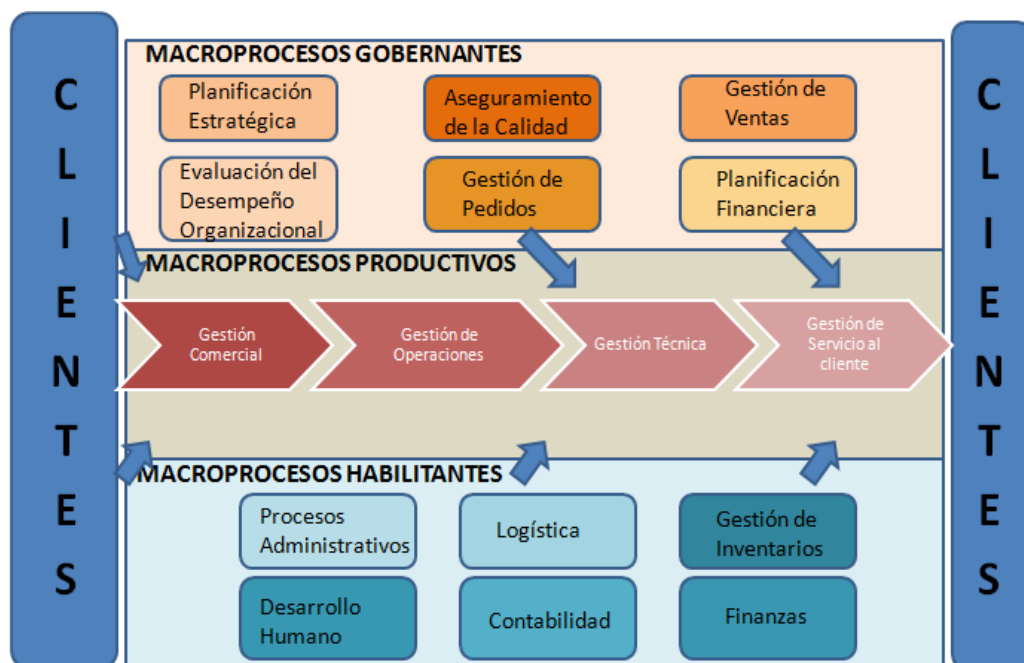 CLIENTES
MACROPROCESOS GOBERNANTES
Planificación
Estratégica
Aseguramiento
de la Calidad
Gestión de
Ventas
Evaluación del
Desempeño
Organizacional
Gestión de
Pedidos
Planificación
Financiera
MACROPROCESOS PRODUCTIVOS
Gestión
Comercial
Gestión de
Operaciones
Gestión Técnica
Gestión de
Servicio al
cliente
MACROPROCESOS HABILITANTES
Procesos
Administrativos
Logística
Gestión de
Inventarios
Desarrollo
Humano
Contabilidad
Finanzas
CLIENTES